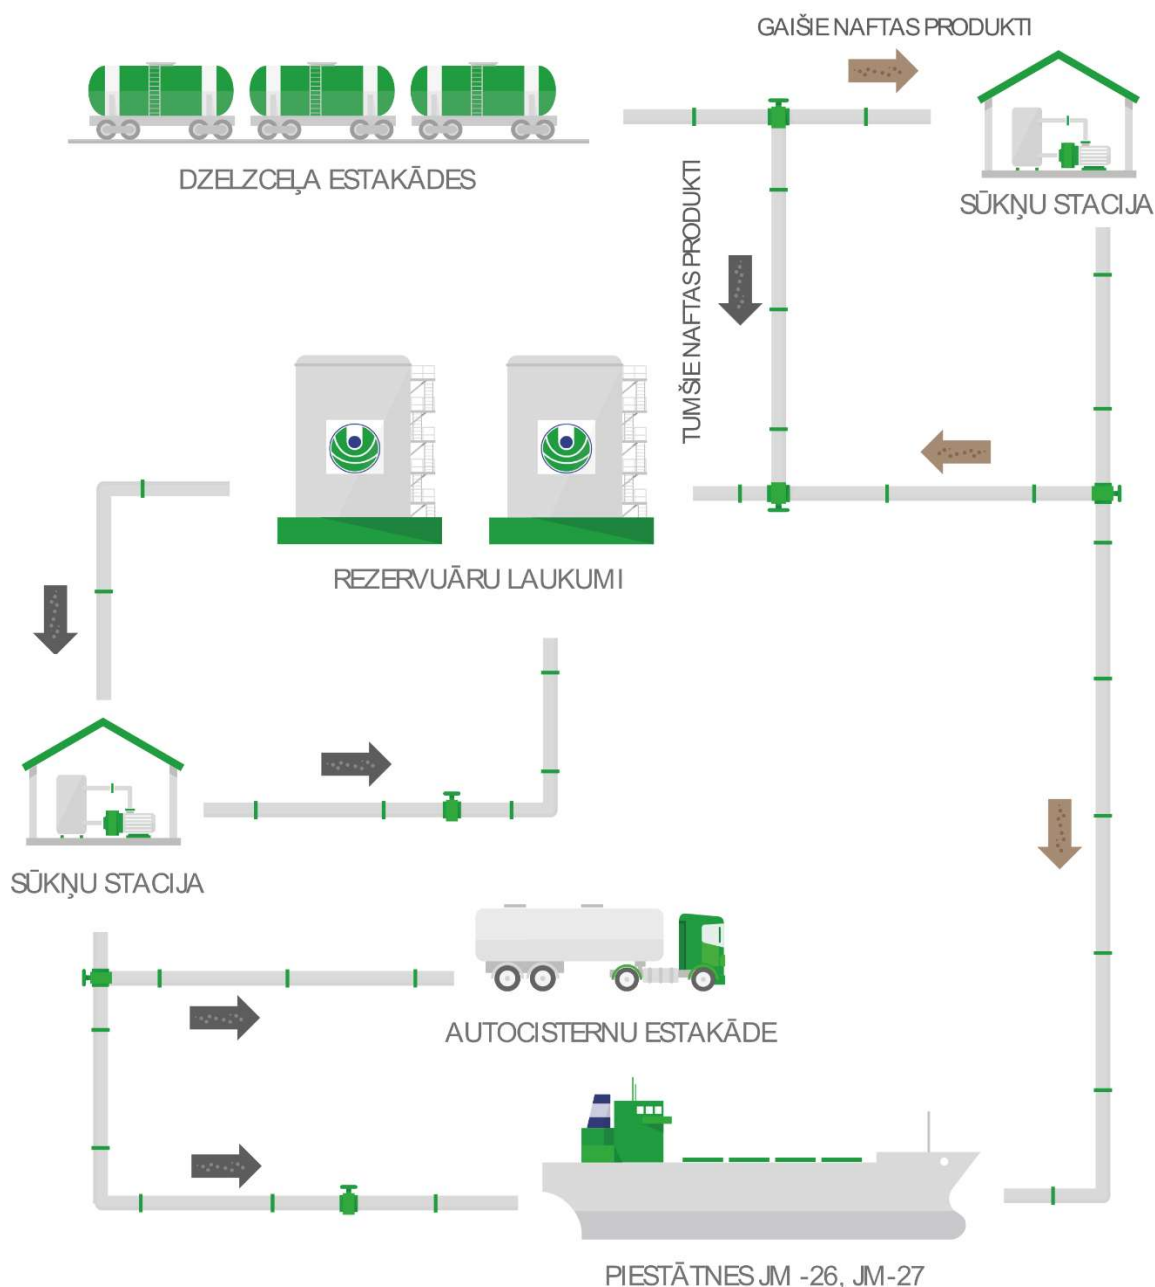 GAIŠIE NAFTAS PRODUKTI
DZELZCEĻA ESTAKĀDES
SŪKŅU STACIJA
TUMŠIE NAFTAS PRODUKTI
REZERVUĀRU LAUKUMI
SŪKŅU STACIJA
AUTOCISTERNU ESTAKĀDE
PIESTĀTNES JM -26, JM-27